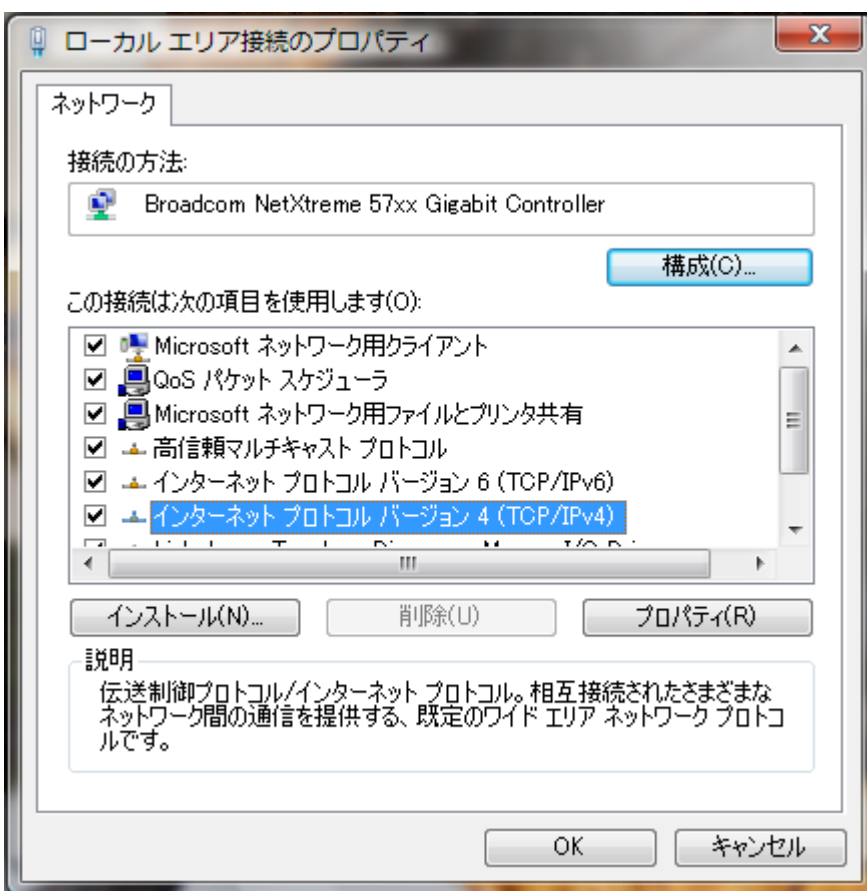 ローカル エリア接続のプロパティ
ネットワーク
接続の方法:
Broadcom NetXtreme 57xx Gigabit Controller
構成(C)...
この接続は次の項目を使用します(O):
Microsoft ネットワーク用クライアント
QoS パケット スケジューラ
Microsoft ネットワーク用ファイルとプリンタ共有
高信頼マルチキャスト プロトコル
インターネット プロトコル バージョン 6 (TCP/IPv6)
インターネット プロトコル バージョン 4 (TCP/IPv4)
インストール(N)...
削除(U)
プロパティ(R)
説明
伝送制御プロトコル/インターネット プロトコル。相互接続されたさまざまな
ネットワーク間の通信を提供する、既定のワイド エリア ネットワーク プロトコ
ルです。
OK
キャンセル